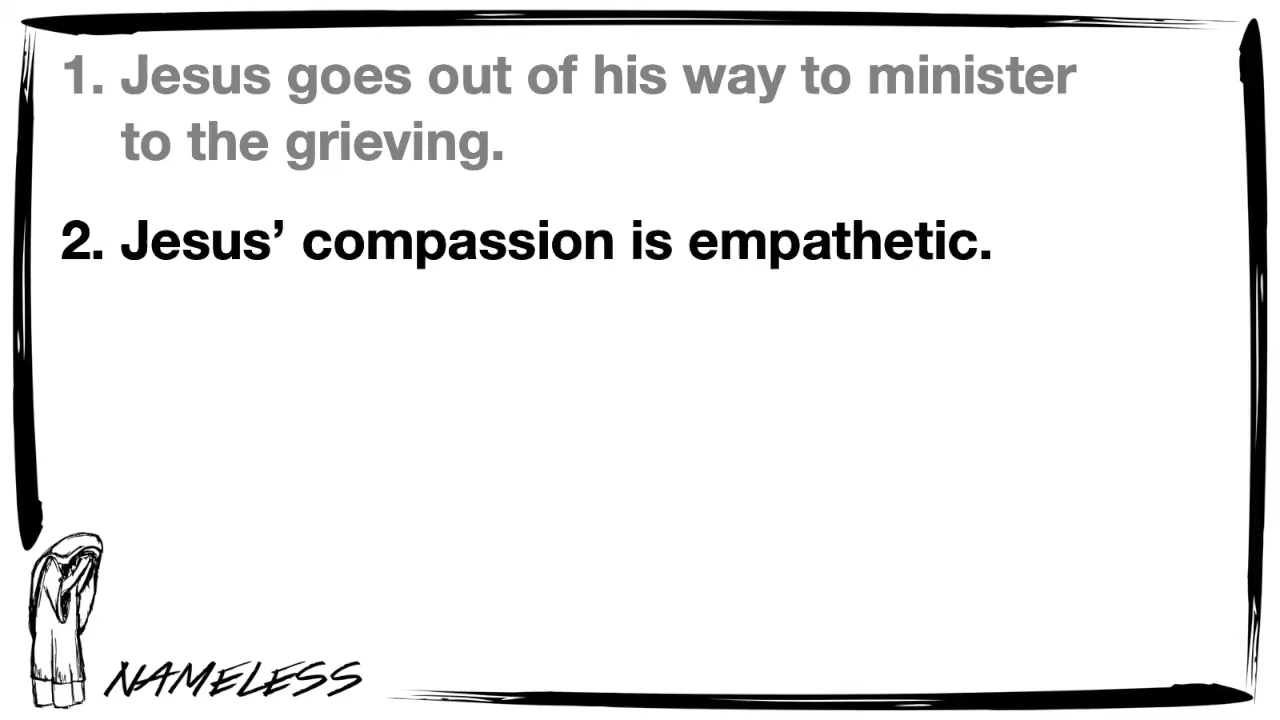 1. Jesus goes out of his way to minister
to the grieving.
2. Jesus’ compassion is empathetic.
NAMELESS